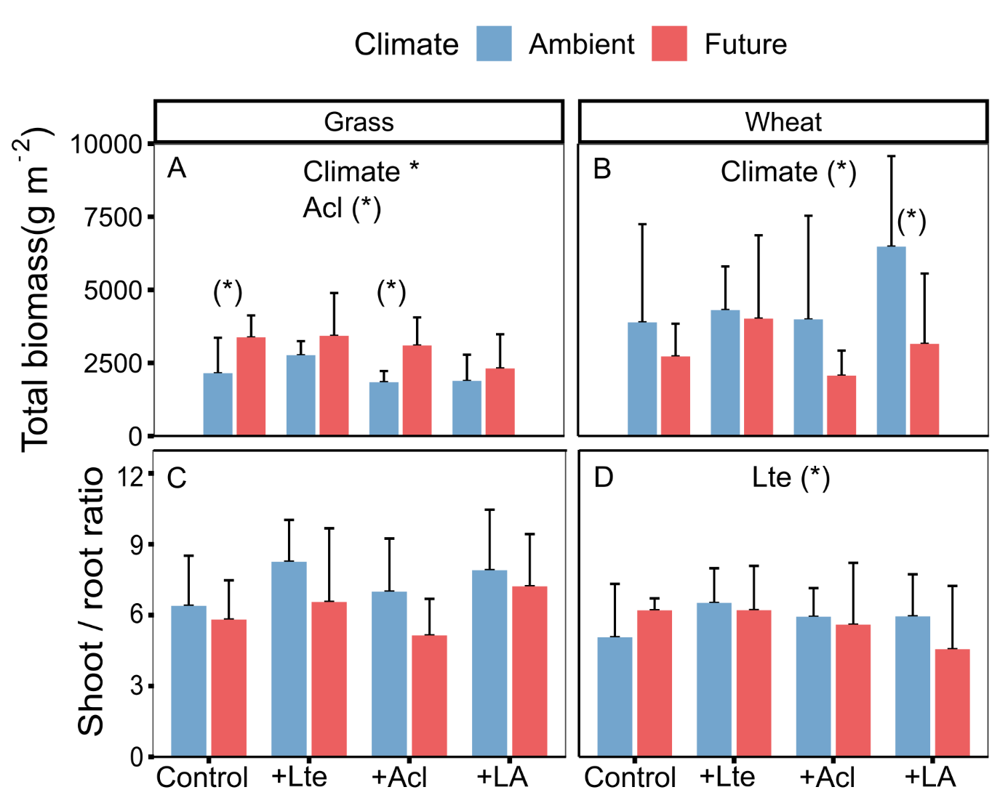 Climate Ambient Future
Grass
Wheat
Total biomass(g m⁻²)
10000
7500
5000
2500
0
A
Climate *
Acl (*)
(*)
(*)
B
Climate (*)
(*)
Shoot / root ratio
12
9
6
3
0
C
D
Lte (*)
Control +Lte +Acl +LA
Control +Lte +Acl +LA